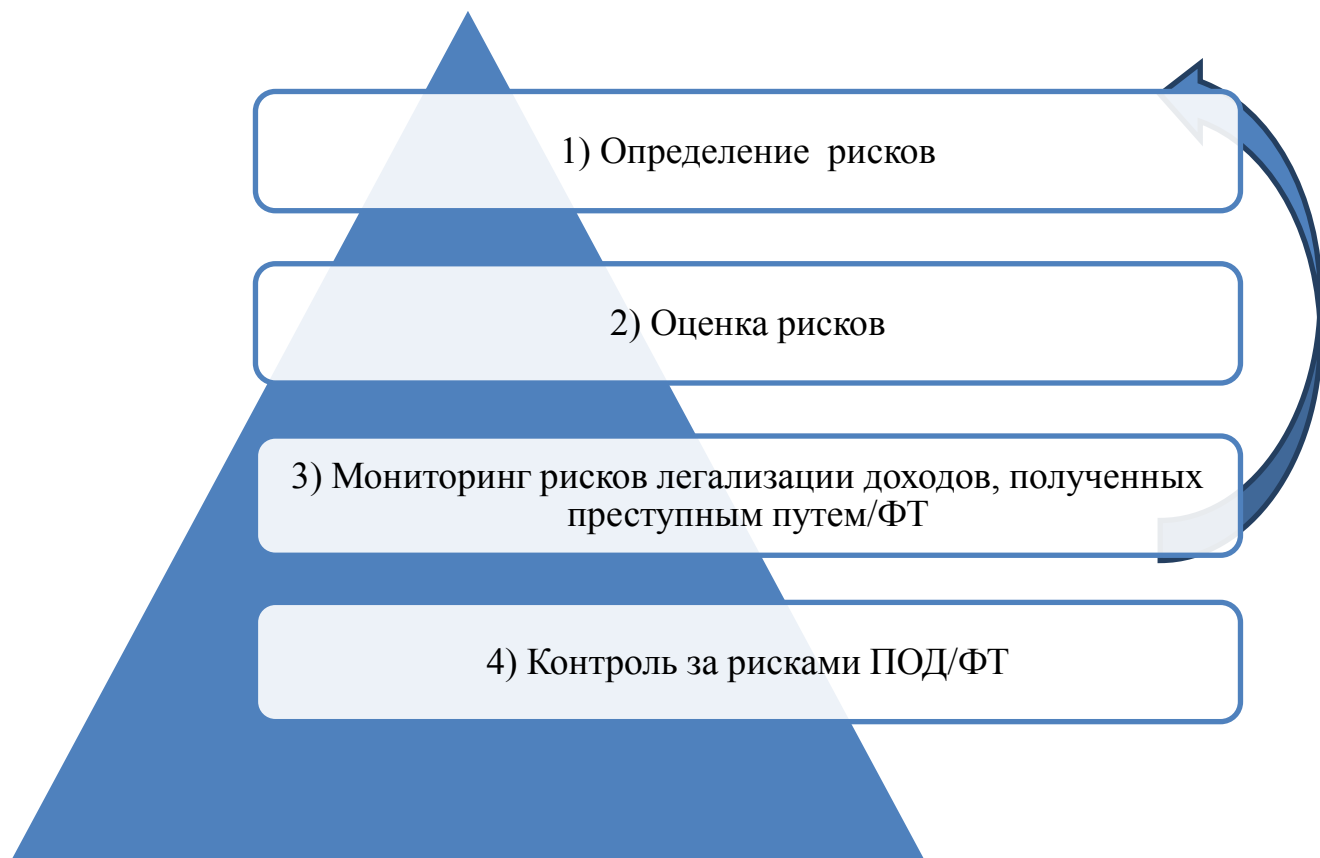 1) Определение рисков
2) Оценка рисков
3) Мониторинг рисков легализации доходов, полученных
преступным путем/ФТ
4) Контроль за рисками ПОД/ФТ